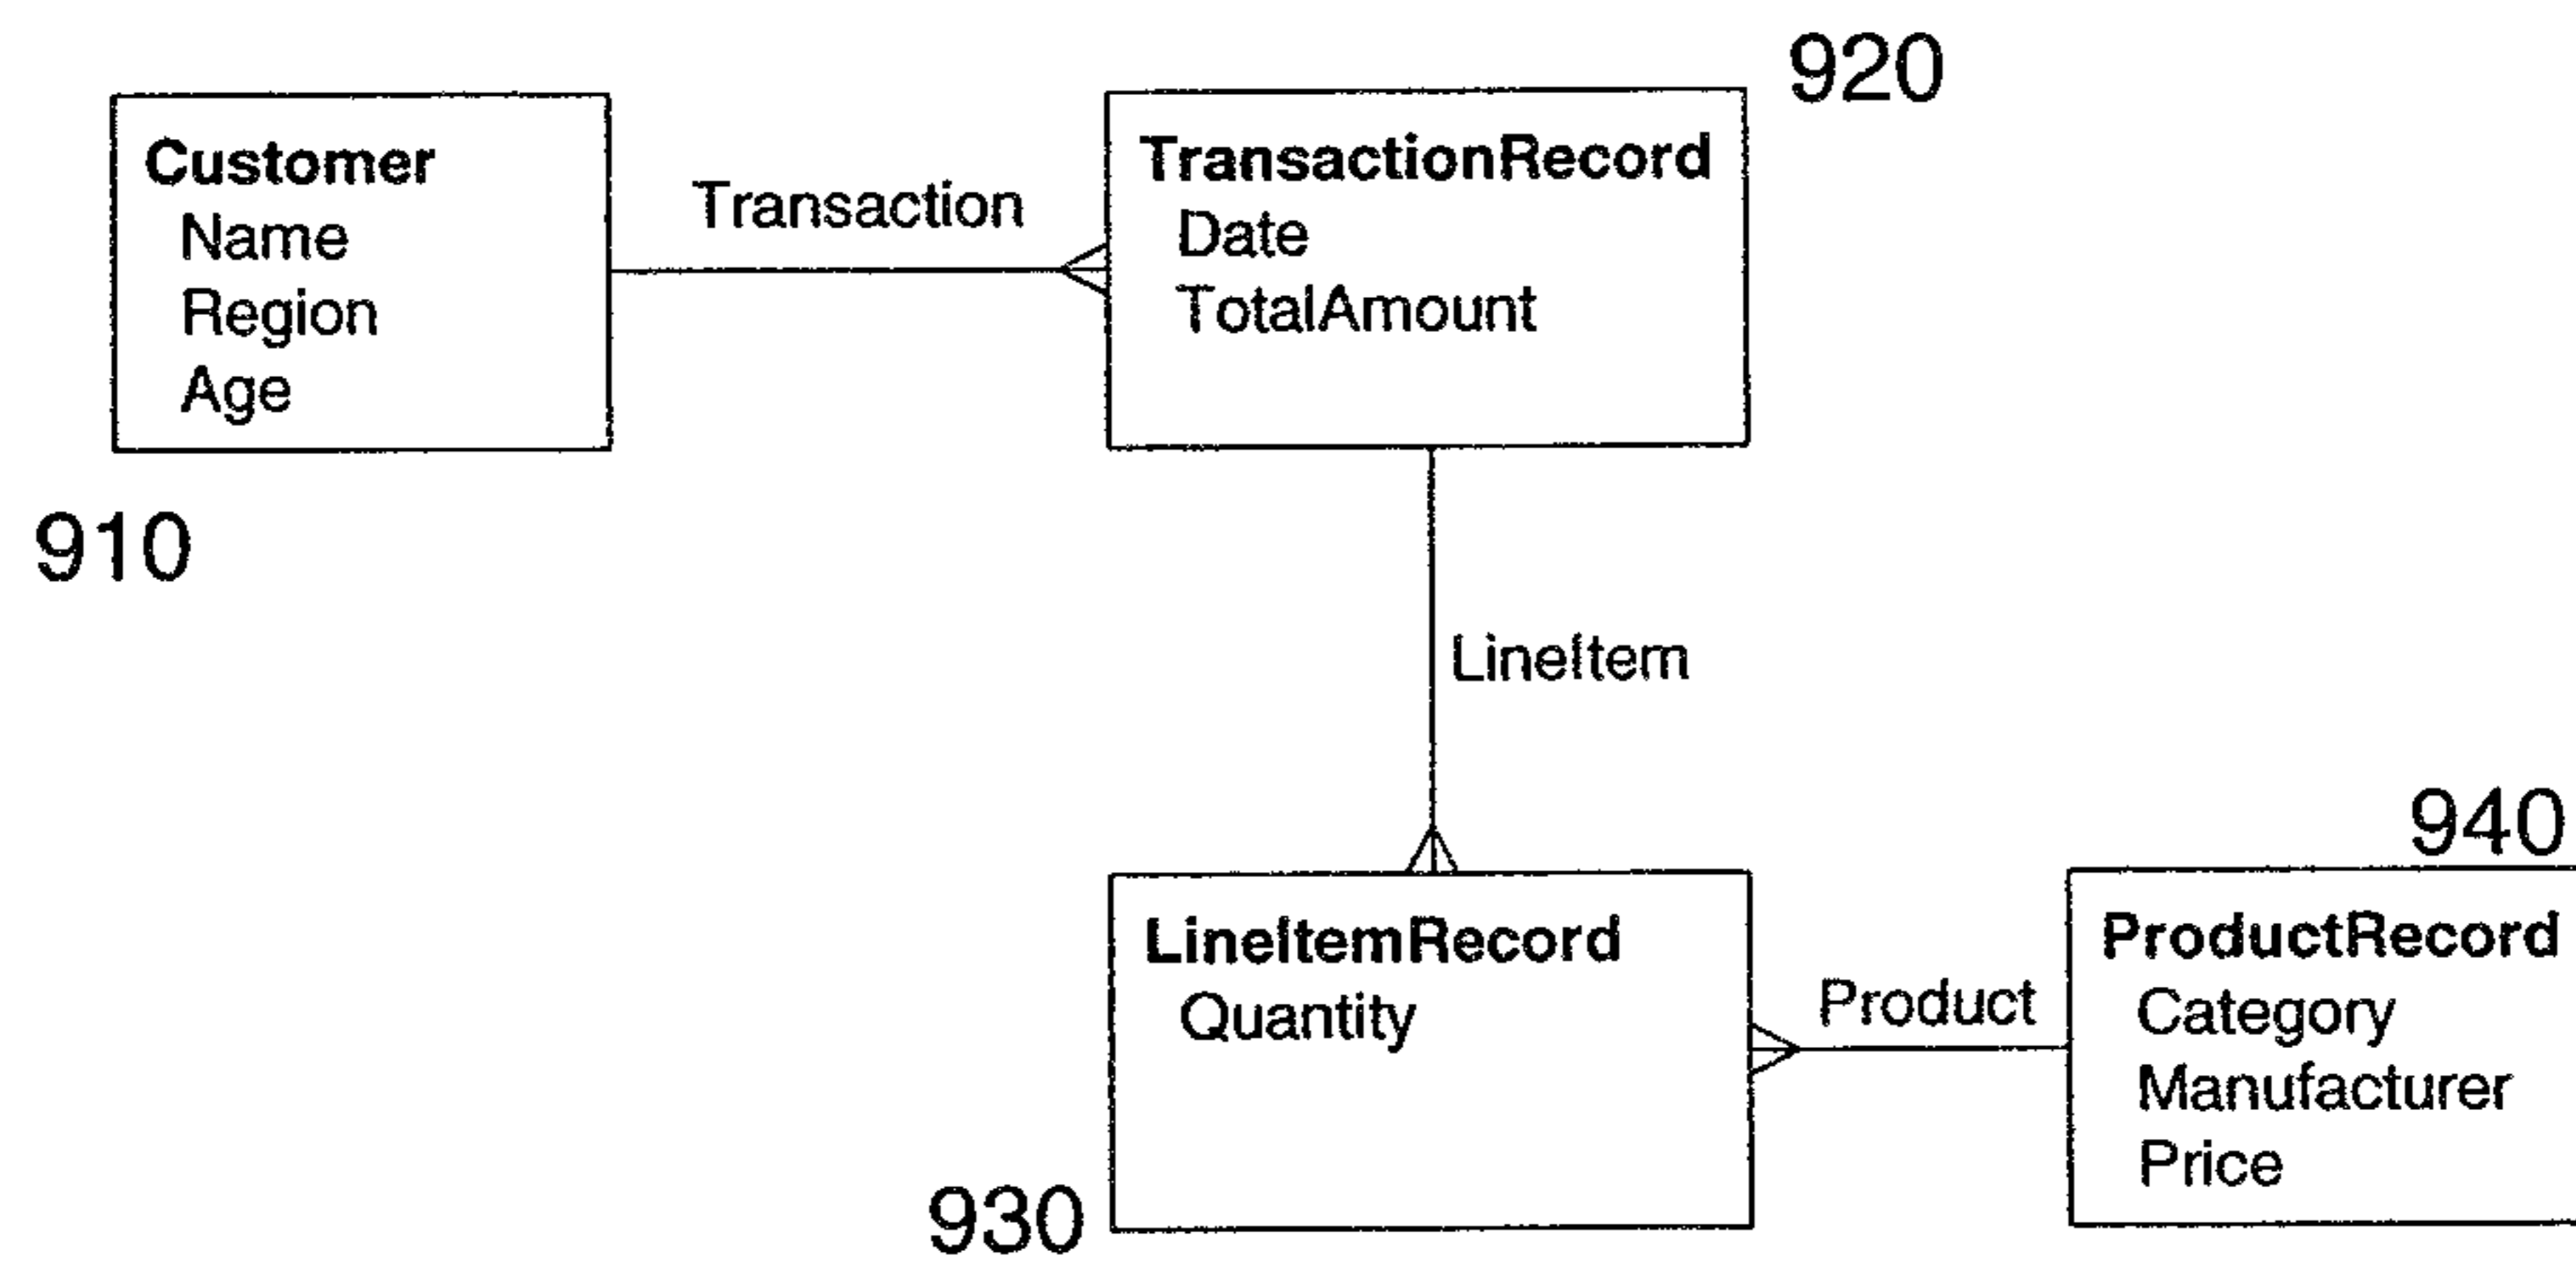 920
Customer
Name
Region
Age
Transaction
TransactionRecord
Date
TotalAmount
910
LineItem
940
LineItemRecord
Quantity
Product
ProductRecord
Category
Manufacturer
Price
930